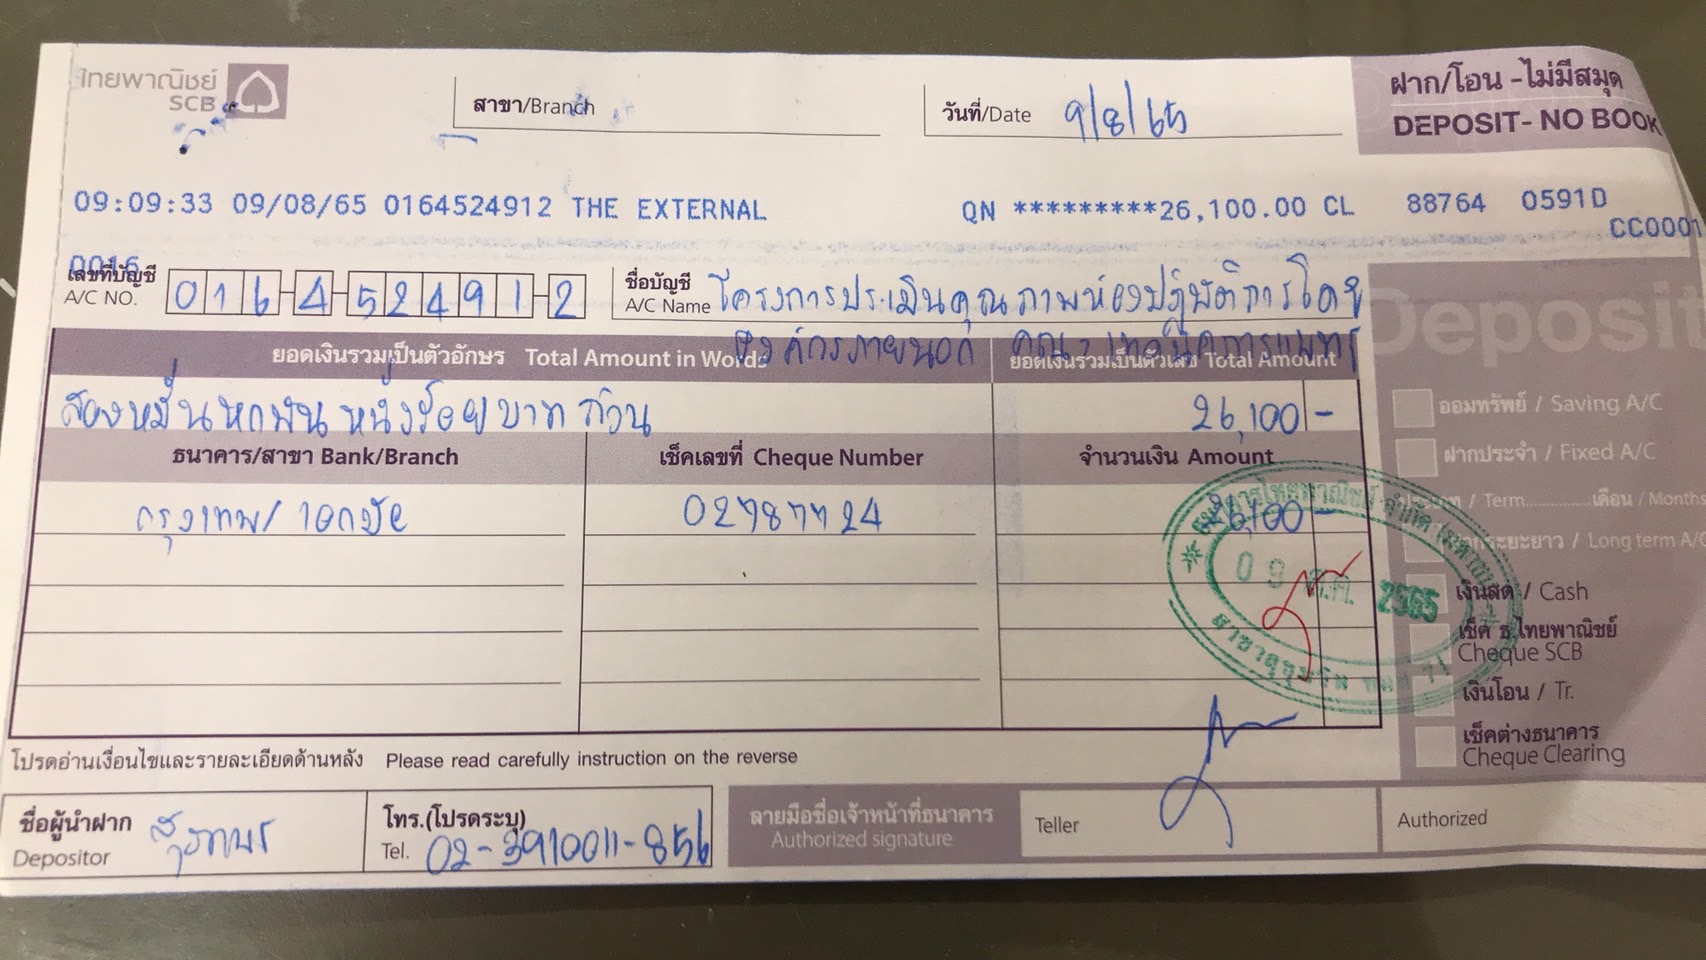 ไทยพาณิชย์
SCB
สาขา/Branch
วันที่/Date 9/8/65
ฝาก/โอน -ไม่มีสมุด
DEPOSIT- NO BOOK
09:09:33 09/08/65 0164524912 THE EXTERNAL QN *********26,100.00 CL 88764 0591D
CC0001
0016
เลขที่บัญชี
A/C NO. 016-4-52491-2
ชื่อบัญชี
A/C Name โครงการประเมินคุณภาพห้องปฏิบัติการโดย
องค์กรภายนอก คณะเทคนิคการแพทย์
Deposit
ยอดเงินรวมเป็นตัวอักษร Total Amount in Words
ยอดเงินรวมเป็นตัวเลข Total Amount
สองหมื่นหกพันหนึ่งร้อยบาทถ้วน
26,100 -
ธนาคาร/สาขา Bank/Branch
เช็คเลขที่ Cheque Number
จำนวนเงิน Amount
กรุงเทพ/เอกมัย
02787724
26,100 -
ออมทรัพย์ / Saving A/C
ฝากประจำ / Fixed A/C
/ Term..............เดือน / Months
ฝากระยะยาว / Long term A/C
เงินสด / Cash
เช็ค ธ.ไทยพาณิชย์
Cheque SCB
เงินโอน / Tr.
เช็คต่างธนาคาร
Cheque Clearing
ธนาคารไทยพาณิชย์ จำกัด (มหาชน)
09 ส.ค. 2565
โปรดอ่านเงื่อนไขและรายละเอียดด้านหลัง Please read carefully instruction on the reverse
ชื่อผู้นำฝาก
Depositor
โทร.(โปรดระบุ)
Tel. 02-3910011-856
ลายมือชื่อเจ้าหน้าที่ธนาคาร
Authorized signature
Teller
Authorized